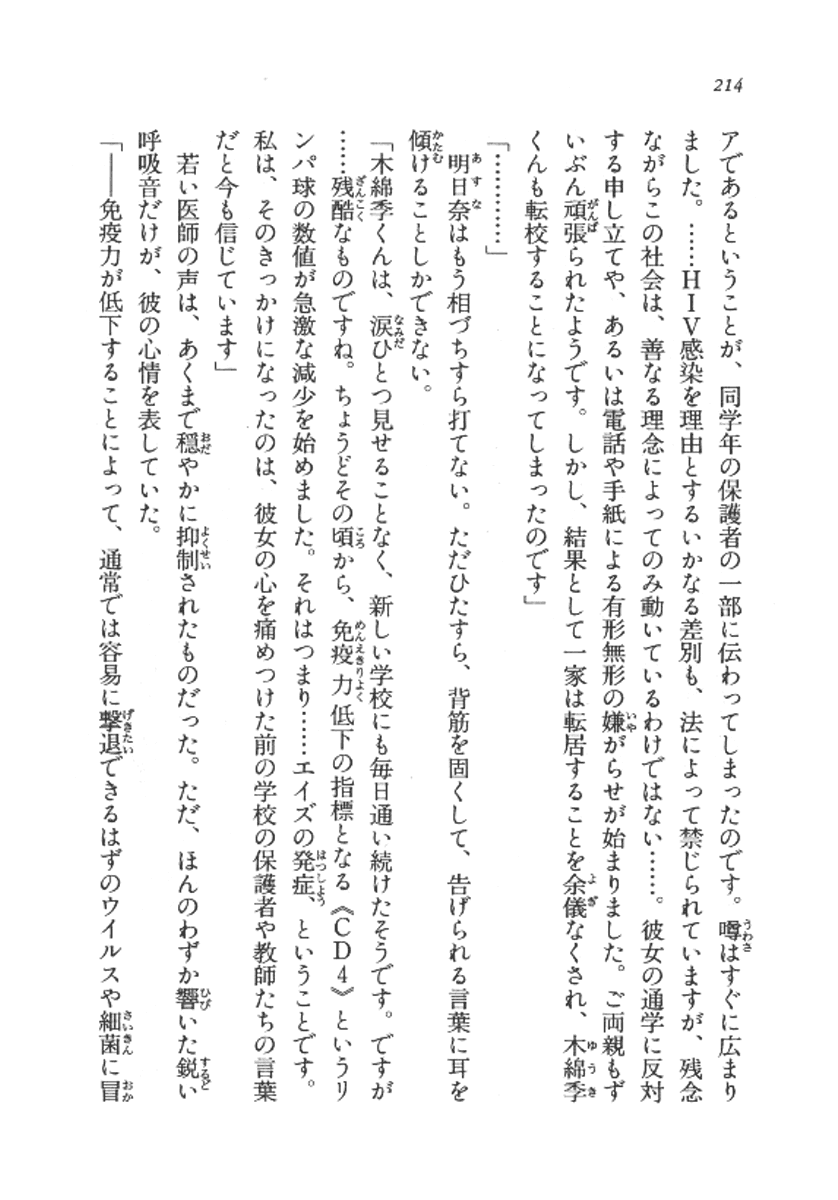 214
アであるということが、同学年の保護者の一部に伝わってしまったのです。噂はすぐに広まり
ました。……ＨＩＶ感染を理由とするいかなる差別も、法によって禁じられていますが、残念
ながらこの社会は、善なる理念によってのみ動いているわけではない……。彼女の通学に反対
する申し立てや、あるいは電話や手紙による有形無形の嫌がらせが始まりました。ご両親もず
いぶん頑張られたようです。しかし、結果として一家は転居することを余儀なくされ、木綿季
くんも転校することになってしまったのです」
「…………」
明日奈はもう相づちすら打てない。ただひたすら、背筋を固くして、告げられる言葉に耳を
傾けることしかできない。
「木綿季くんは、涙ひとつ見せることなく、新しい学校にも毎日通い続けたそうです。ですが
……残酷なものですね。ちょうどその頃から、免疫力低下の指標となる《ＣＤ４》というリ
ンパ球の数値が急激な減少を始めました。それはつまり……エイズの発症、ということです。
私は、そのきっかけになったのは、彼女の心を痛めつけた前の学校の保護者や教師たちの言葉
だと今も信じています」
若い医師の声は、あくまで穏やかに抑制されたものだった。ただ、ほんのわずか響いた鋭い
呼吸音だけが、彼の心情を表していた。
「――免疫力が低下することによって、通常では容易に撃退できるはずのウイルスや細菌に冒